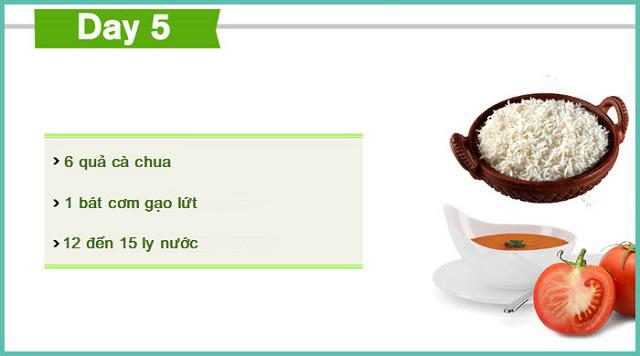 Day 5
6 quả cà chua
1 bát cơm gạo lứt
12 đến 15 ly nước